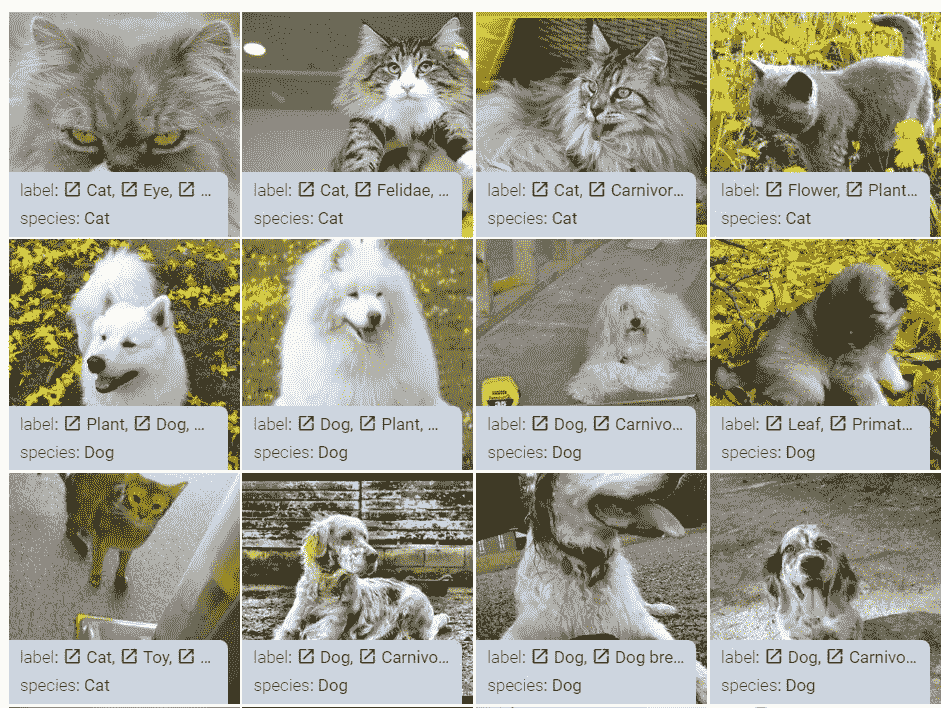 label: Cat, Eye, ...
species: Cat
label: Cat, Felidae, ...
species: Cat
label: Cat, Carnivor...
species: Cat
label: Flower, Plant...
species: Cat
label: Plant, Dog, ...
species: Dog
label: Dog, Plant, ...
species: Dog
label: Dog, Carnivo...
species: Dog
label: Leaf, Primat...
species: Dog
label: Cat, Toy, ...
species: Cat
label: Dog, Carnivo...
species: Dog
label: Dog, Dog bre...
species: Dog
label: Dog, Carnivo...
species: Dog